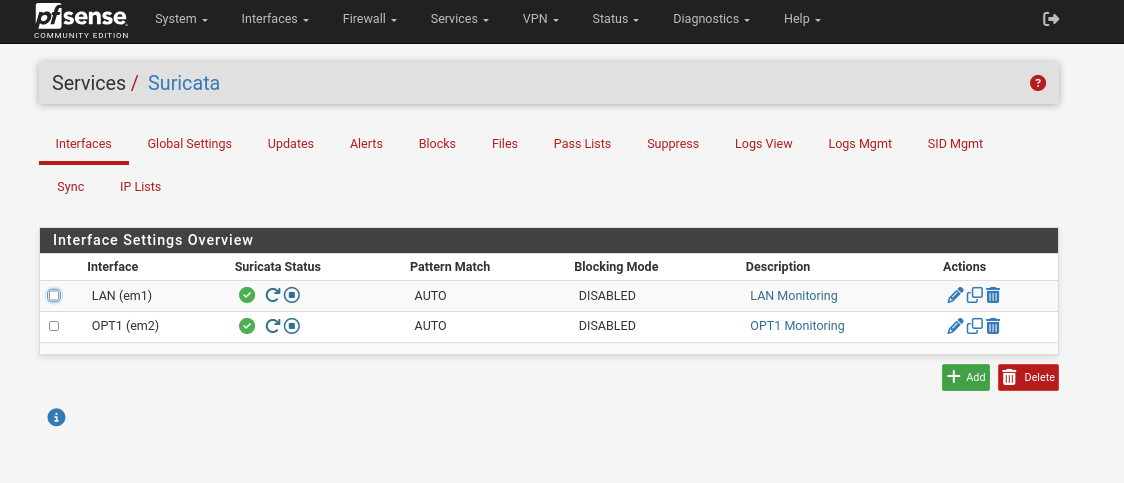 pfsense System Interfaces Firewall Services VPN Status Diagnostics Help
COMMUNITY EDITION
Services / Suricata ?
Interfaces Global Settings Updates Alerts Blocks Files Pass Lists Suppress Logs View Logs Mgmt SID Mgmt
Sync IP Lists
Interface Settings Overview
Interface Suricata Status Pattern Match Blocking Mode Description Actions
LAN (em1) AUTO DISABLED LAN Monitoring
OPT1 (em2) AUTO DISABLED OPT1 Monitoring
Add Delete
i